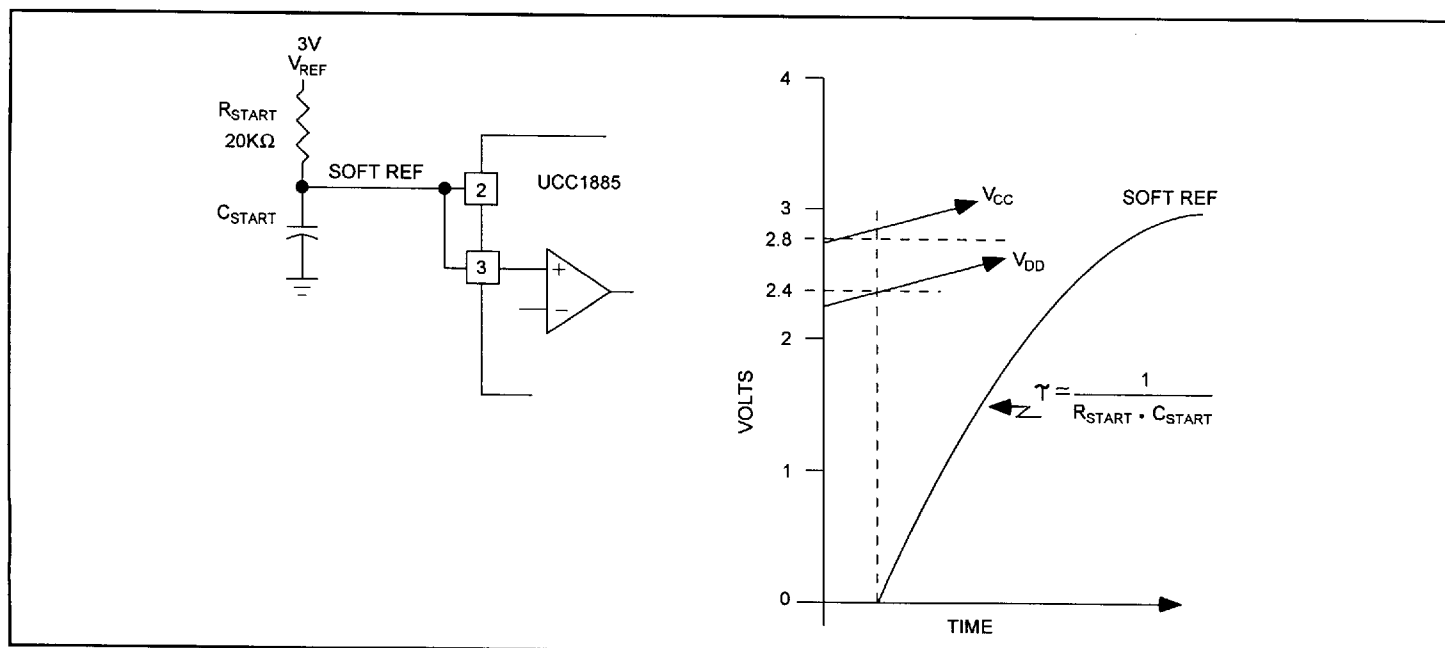 3V
VREF
RSTART
20KΩ
SOFT REF
CSTART
2
UCC1885
3
+
−
VOLTS
4
3
2.8
2.4
2
1
0
VCC
VDD
SOFT REF
τ = 1 / RSTART • CSTART
TIME